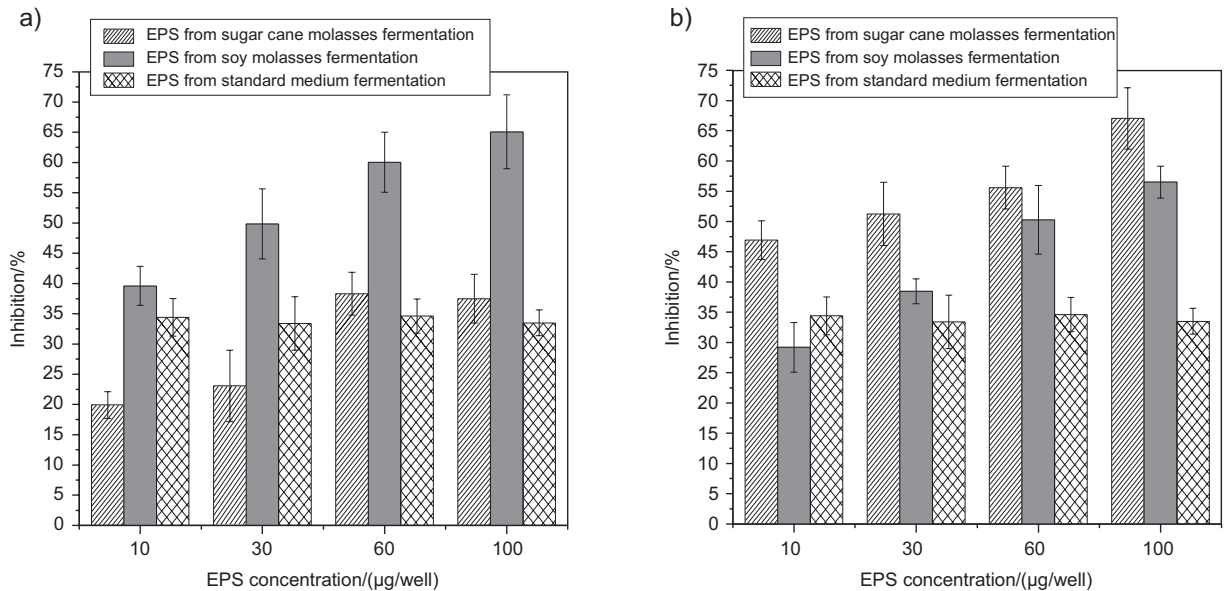 a)
EPS from sugar cane molasses fermentation
EPS from soy molasses fermentation
EPS from standard medium fermentation
75
70
65
60
55
50
45
40
35
30
25
20
15
10
5
0
Inhibition/%
10 30 60 100
EPS concentration/(µg/well)
b)
EPS from sugar cane molasses fermentation
EPS from soy molasses fermentation
EPS from standard medium fermentation
75
70
65
60
55
50
45
40
35
30
25
20
15
10
5
0
Inhibition/%
10 30 60 100
EPS concentration/(µg/well)